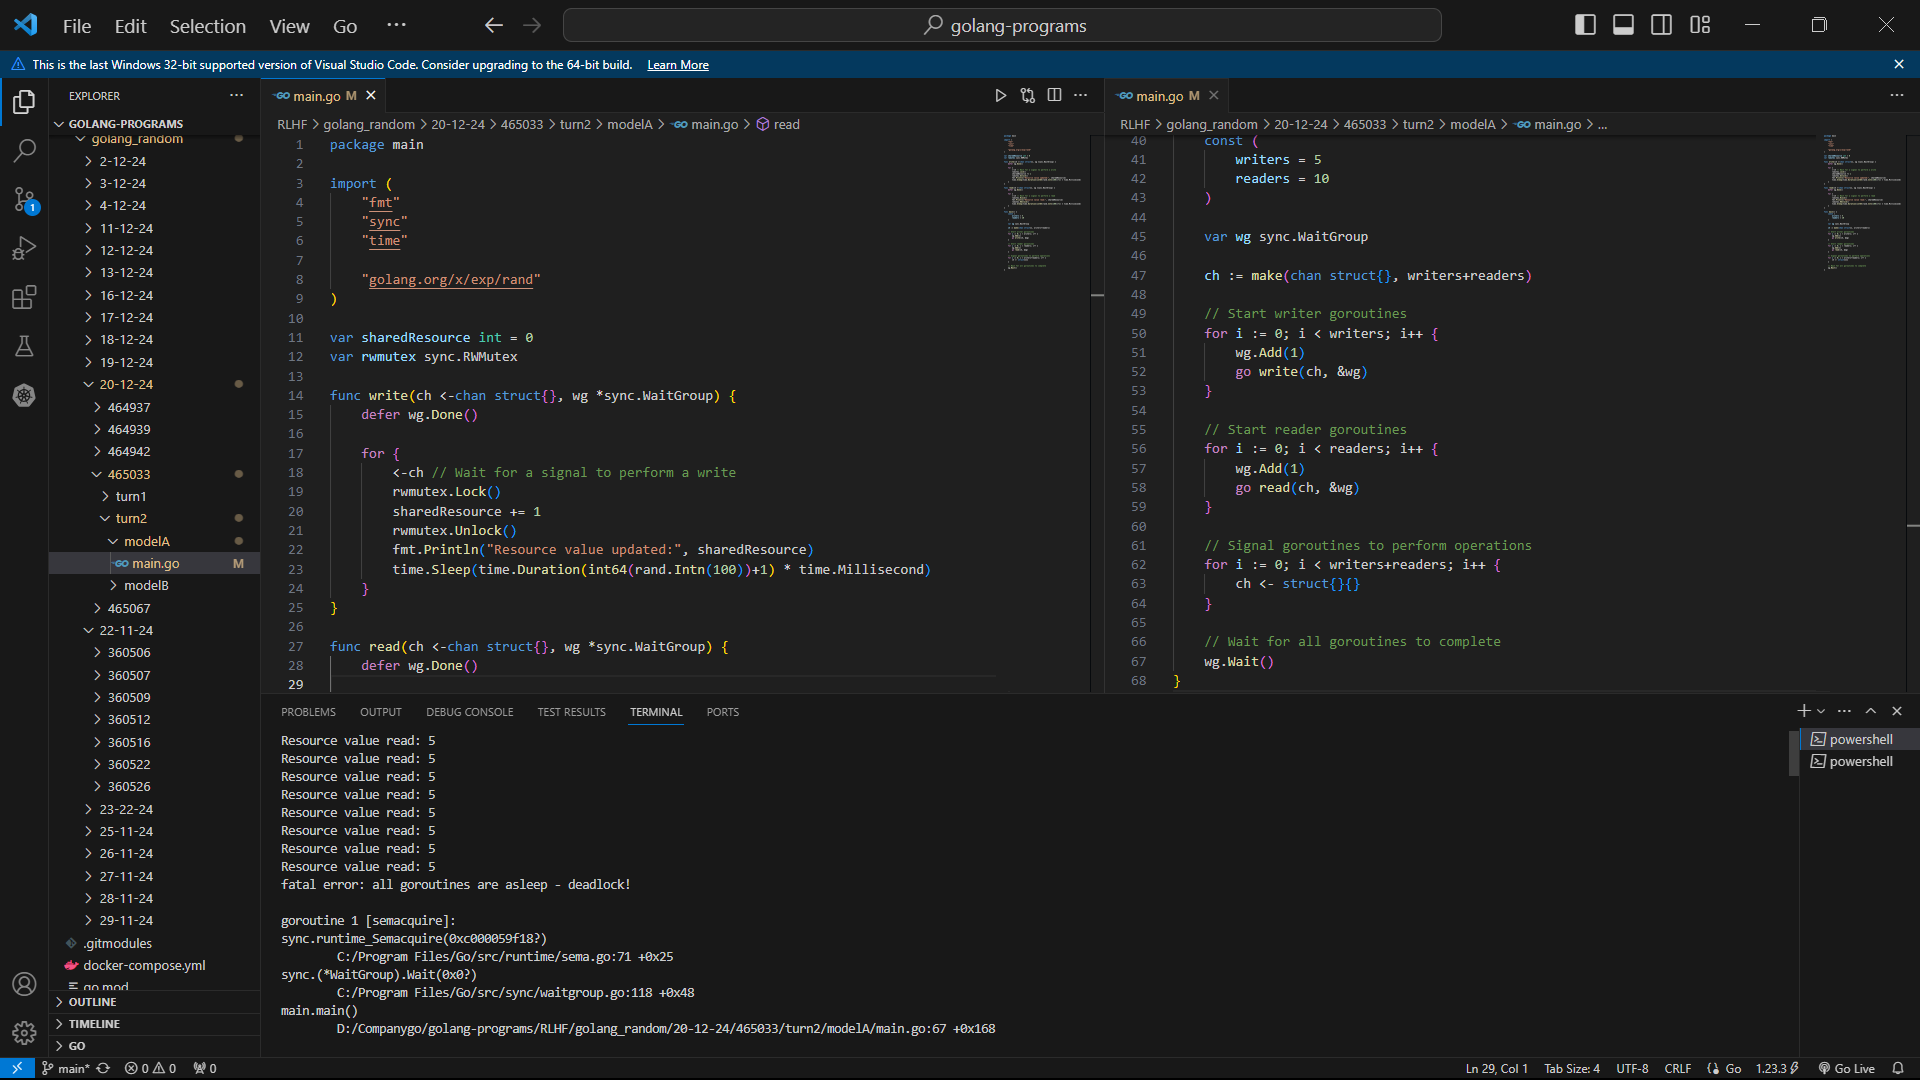 File Edit Selection View Go ...
golang-programs
This is the last Windows 32-bit supported version of Visual Studio Code. Consider upgrading to the 64-bit build. Learn More
EXPLORER
GOLANG-PROGRAMS
golang_random
2-12-24
3-12-24
4-12-24
11-12-24
12-12-24
13-12-24
16-12-24
17-12-24
18-12-24
19-12-24
20-12-24
464937
464939
464942
465033
turn1
turn2
modelA
main.go M
modelB
465067
22-11-24
360506
360507
360509
360512
360516
360522
360526
23-22-24
25-11-24
26-11-24
27-11-24
28-11-24
29-11-24
.gitmodules
docker-compose.yml
go.mod
OUTLINE
TIMELINE
GO
1
main.go M
RLHF > golang_random > 20-12-24 > 465033 > turn2 > modelA > main.go > read
1 package main
2
3 import (
4 "fmt"
5 "sync"
6 "time"
7
8 "golang.org/x/exp/rand"
9 )
10
11 var sharedResource int = 0
12 var rwmutex sync.RWMutex
13
14 func write(ch <-chan struct{}, wg *sync.WaitGroup) {
15 defer wg.Done()
16
17 for {
18 <-ch // Wait for a signal to perform a write
19 rwmutex.Lock()
20 sharedResource += 1
21 rwmutex.Unlock()
22 fmt.Println("Resource value updated:", sharedResource)
23 time.Sleep(time.Duration(int64(rand.Intn(100))+1) * time.Millisecond)
24 }
25 }
26
27 func read(ch <-chan struct{}, wg *sync.WaitGroup) {
28 defer wg.Done()
29
main.go M
RLHF > golang_random > 20-12-24 > 465033 > turn2 > modelA > main.go > ...
40 const (
41 writers = 5
42 readers = 10
43 )
44
45 var wg sync.WaitGroup
46
47 ch := make(chan struct{}, writers+readers)
48
49 // Start writer goroutines
50 for i := 0; i < writers; i++ {
51 wg.Add(1)
52 go write(ch, &wg)
53 }
54
55 // Start reader goroutines
56 for i := 0; i < readers; i++ {
57 wg.Add(1)
58 go read(ch, &wg)
59 }
60
61 // Signal goroutines to perform operations
62 for i := 0; i < writers+readers; i++ {
63 ch <- struct{}{}
64 }
65
66 // Wait for all goroutines to complete
67 wg.Wait()
68 }
PROBLEMS OUTPUT DEBUG CONSOLE TEST RESULTS TERMINAL PORTS
Resource value read: 5
Resource value read: 5
Resource value read: 5
Resource value read: 5
Resource value read: 5
Resource value read: 5
Resource value read: 5
Resource value read: 5
fatal error: all goroutines are asleep - deadlock!
goroutine 1 [semacquire]:
sync.runtime_Semacquire(0xc000059f18?)
C:/Program Files/Go/src/runtime/sema.go:71 +0x25
sync.(*WaitGroup).Wait(0x0?)
C:/Program Files/Go/src/sync/waitgroup.go:118 +0x48
main.main()
D:/Companygo/golang-programs/RLHF/golang_random/20-12-24/465033/turn2/modelA/main.go:67 +0x168
powershell
powershell
main* 0 0 0
Ln 29, Col 1 Tab Size: 4 UTF-8 CRLF Go 1.23.3 Go Live